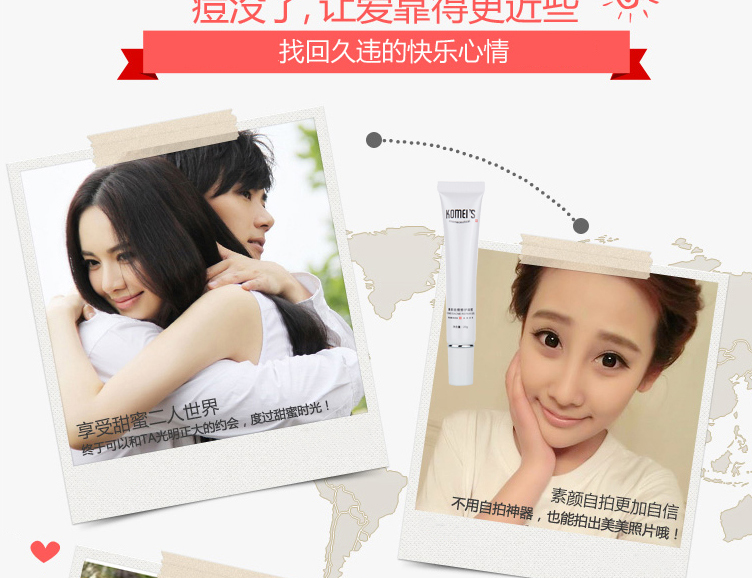 痘没了,让爱靠得更近些
找回久违的快乐心情
KOMEI'S
享受甜蜜二人世界
终于可以和TA光明正大的约会，度过甜蜜时光！
素颜自拍更加自信
不用自拍神器，也能拍出美美照片哦！